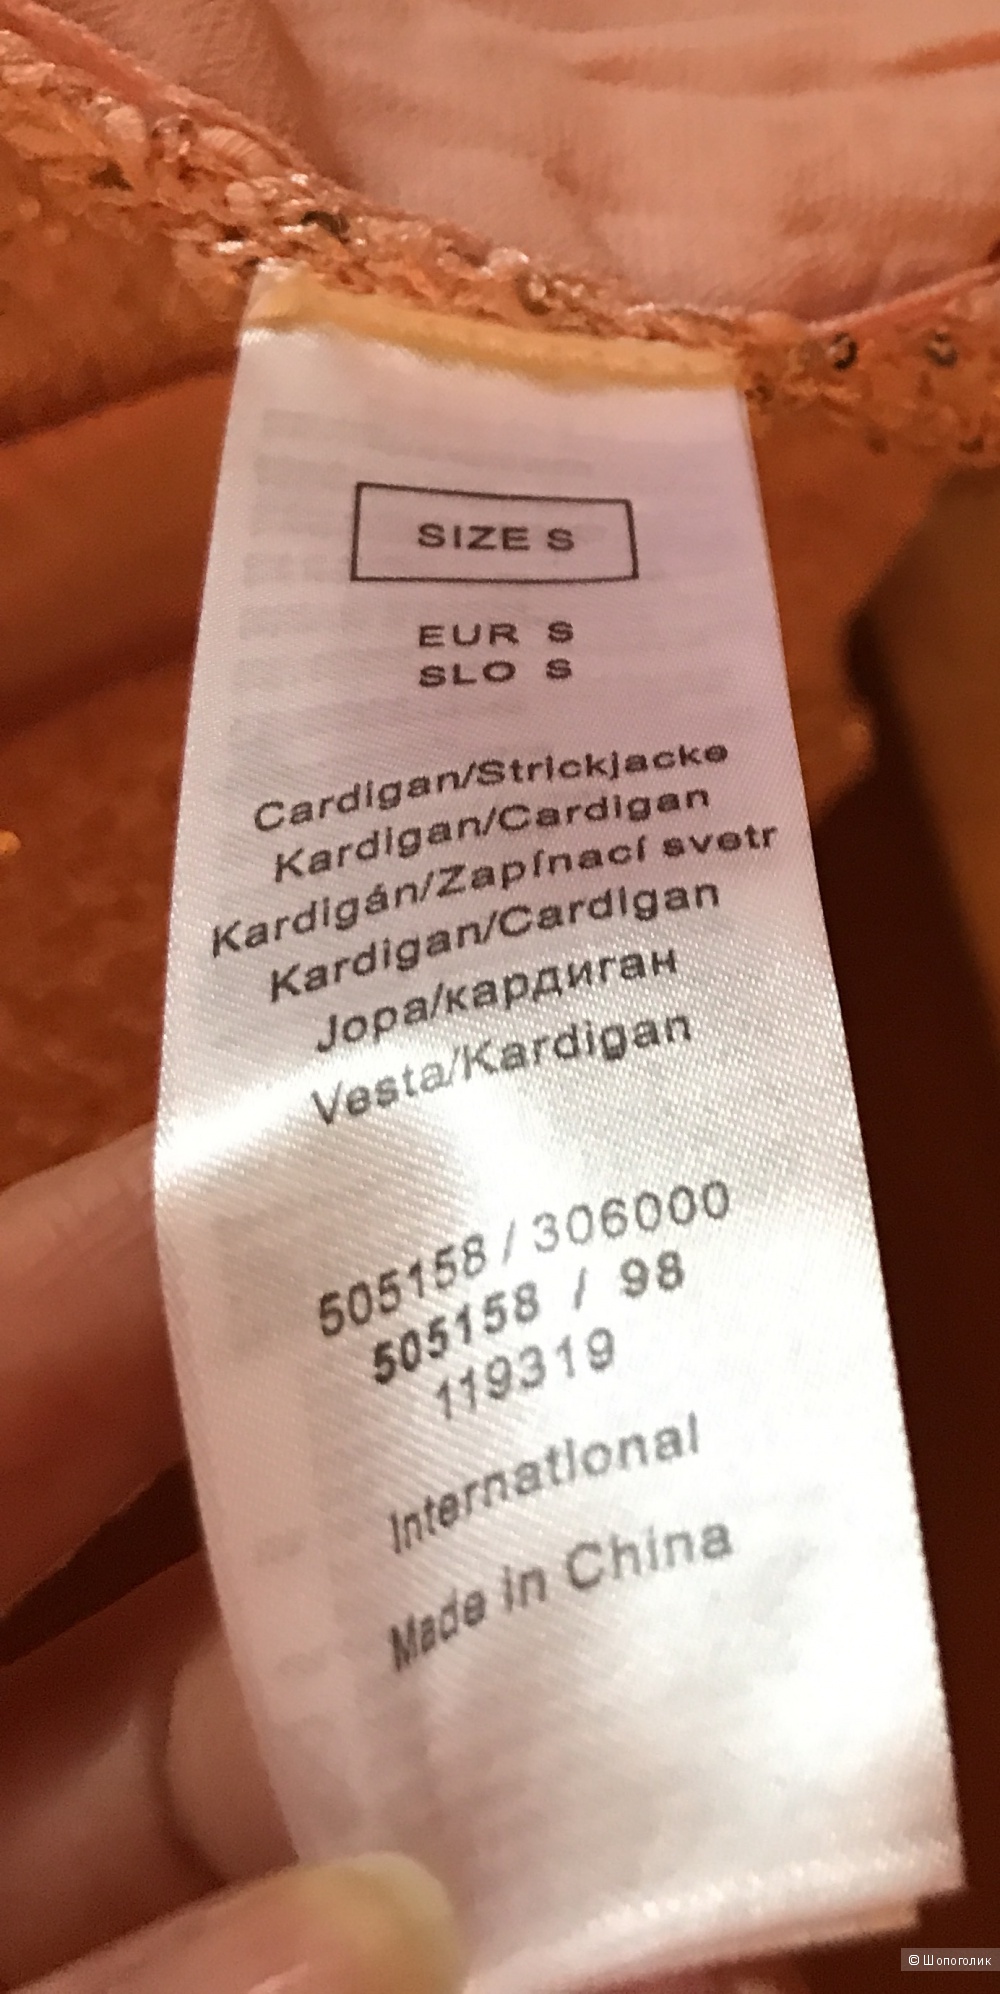 SIZE S
EUR S
SLO S
Cardigan/Strickjacke
Kardigan/Cardigan
Kardigán/Zapínací svetr
Kardigan/Cardigan
Jopa/кардиган
Vesta/Kardigan
505158 / 306000
505158 / 98
119319
International
Made in China
© Шопоголик